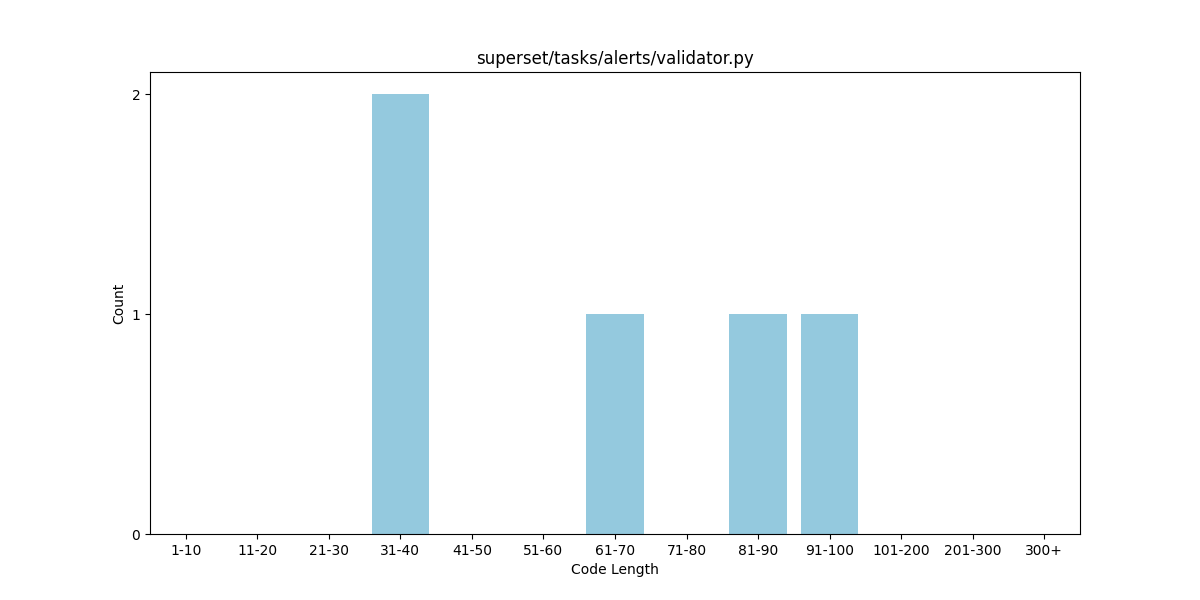 superset/tasks/alerts/validator.py
2
1
0
Count
1-10 11-20 21-30 31-40 41-50 51-60 61-70 71-80 81-90 91-100 101-200 201-300 300+
Code Length